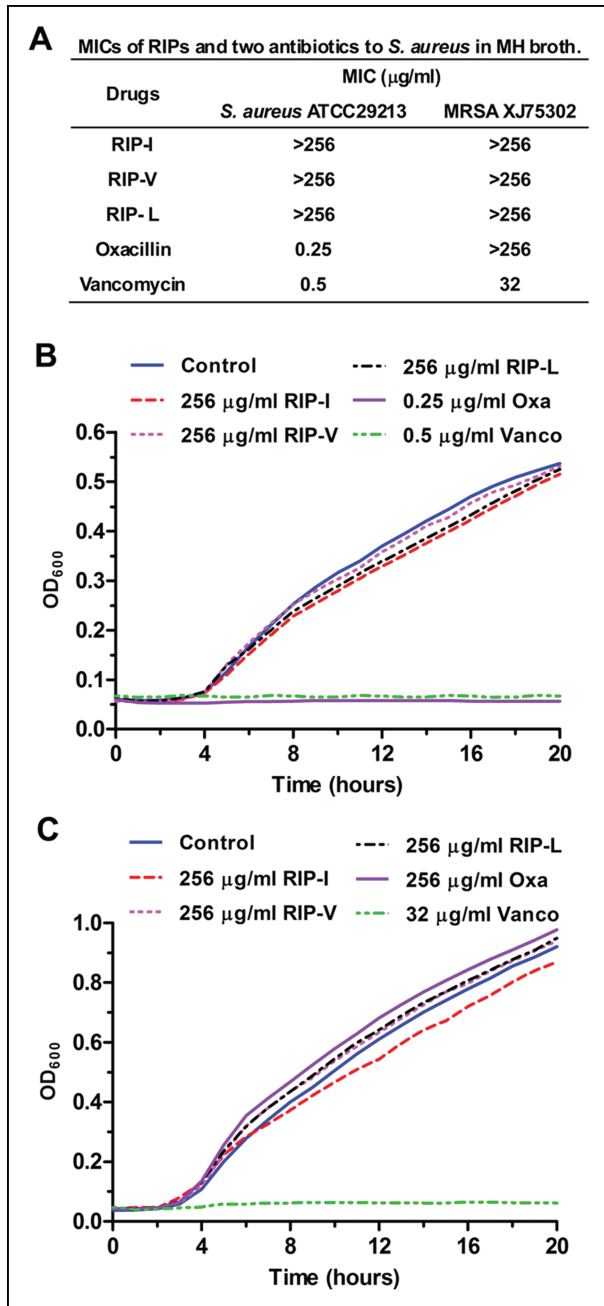 A
MICs of RIPs and two antibiotics to S. aureus in MH broth.
Drugs MIC (μg/ml)
S. aureus ATCC29213 MRSA XJ75302
RIP-I >256 >256
RIP-V >256 >256
RIP- L >256 >256
Oxacillin 0.25 >256
Vancomycin 0.5 32
B
Control 256 μg/ml RIP-L
256 μg/ml RIP-I 0.25 μg/ml Oxa
256 μg/ml RIP-V 0.5 μg/ml Vanco
0.6
0.5
0.4
0.3
0.2
0.1
0.0
OD600
0 4 8 12 16 20
Time (hours)
C
Control 256 μg/ml RIP-L
256 μg/ml RIP-I 256 μg/ml Oxa
256 μg/ml RIP-V 32 μg/ml Vanco
1.0
0.8
0.6
0.4
0.2
0.0
OD600
0 4 8 12 16 20
Time (hours)